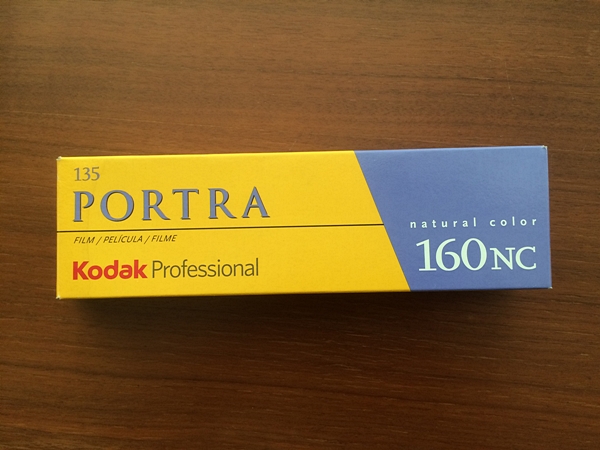 135
PORTRA
FILM / PELÍCULA / FILME
Kodak Professional
natural color
160NC